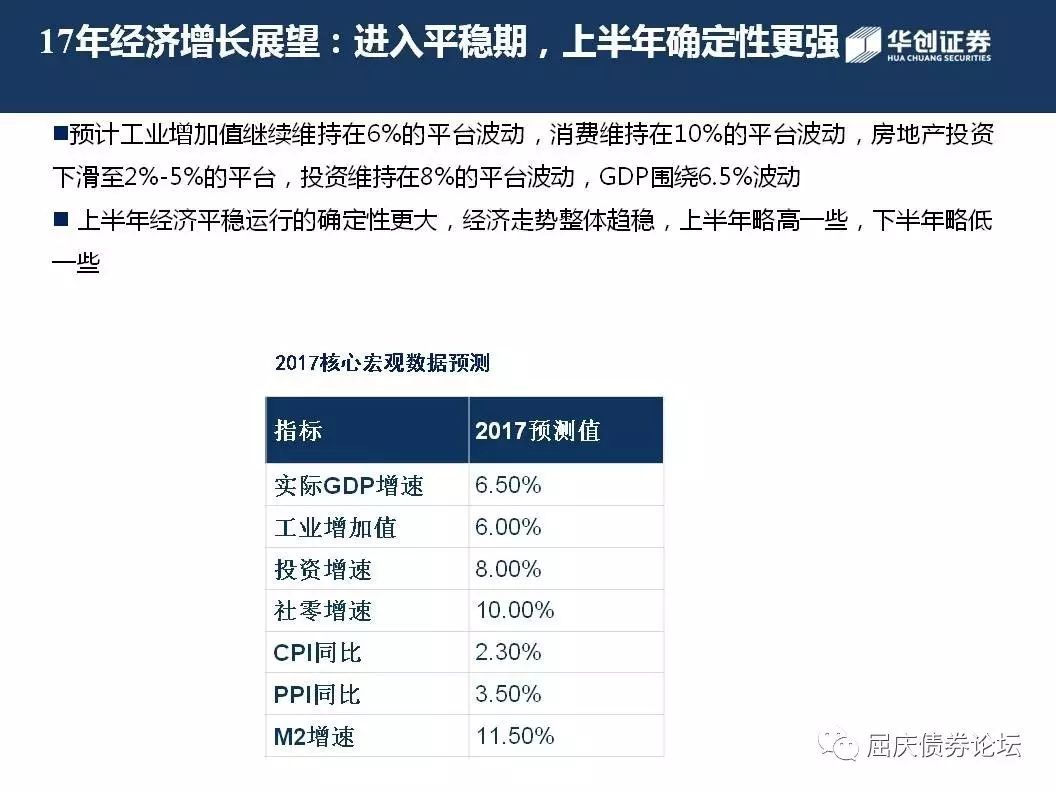 17年经济增长展望：进入平稳期，上半年确定性更强
华创证券
HUA CHUANG SECURITIES
■预计工业增加值继续维持在6%的平台波动，消费维持在10%的平台波动，房地产投资
下滑至2%-5%的平台，投资维持在8%的平台波动，GDP围绕6.5%波动
■ 上半年经济平稳运行的确定性更大，经济走势整体趋稳，上半年略高一些，下半年略低
一些
2017核心宏观数据预测
指标 2017预测值
实际GDP增速 6.50%
工业增加值 6.00%
投资增速 8.00%
社零增速 10.00%
CPI同比 2.30%
PPI同比 3.50%
M2增速 11.50%
屈庆债券论坛